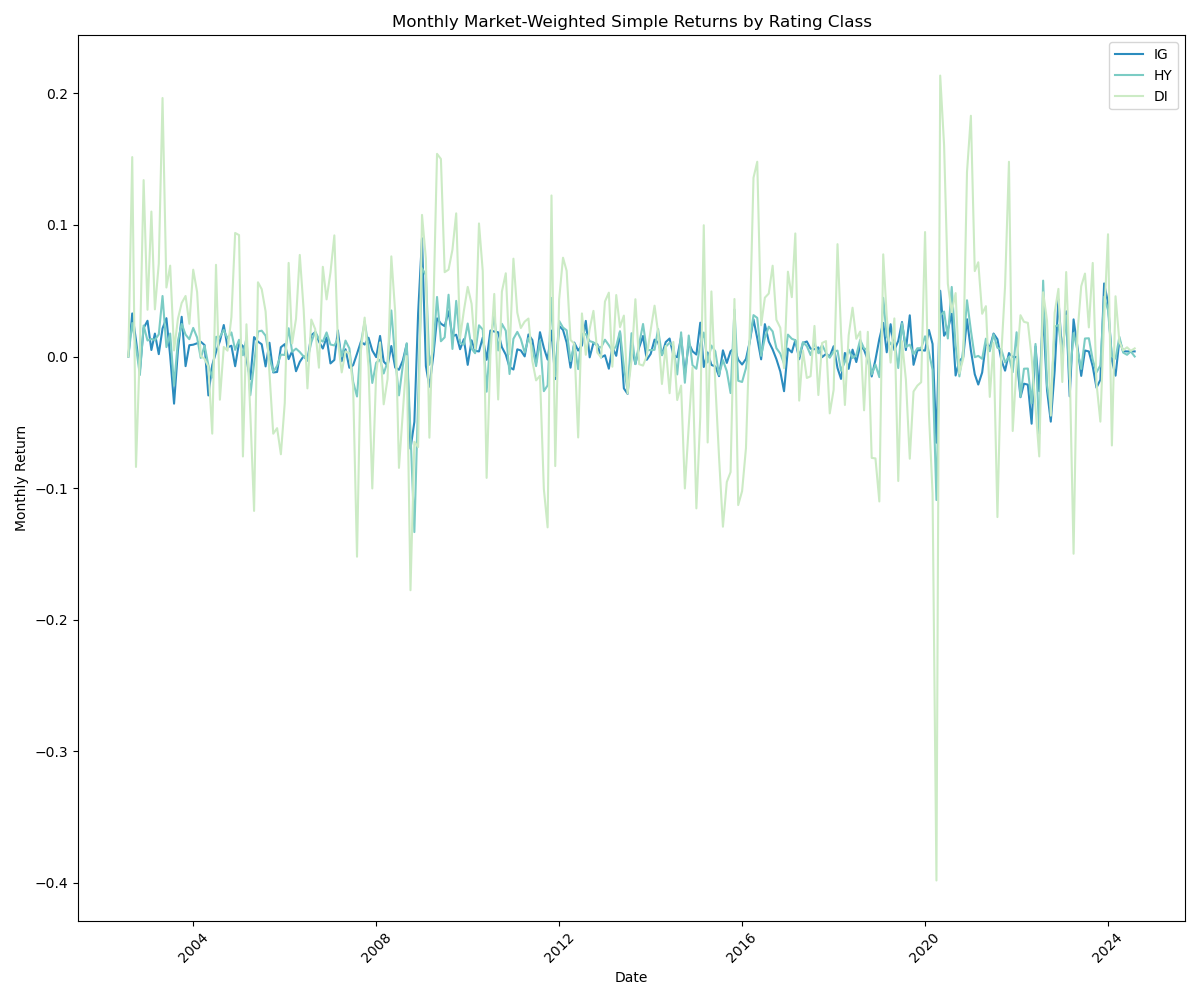 Monthly Market-Weighted Simple Returns by Rating Class
IG
HY
DI
0.2
0.1
0.0
−0.1
−0.2
−0.3
−0.4
Monthly Return
2004
2008
2012
2016
2020
2024
Date